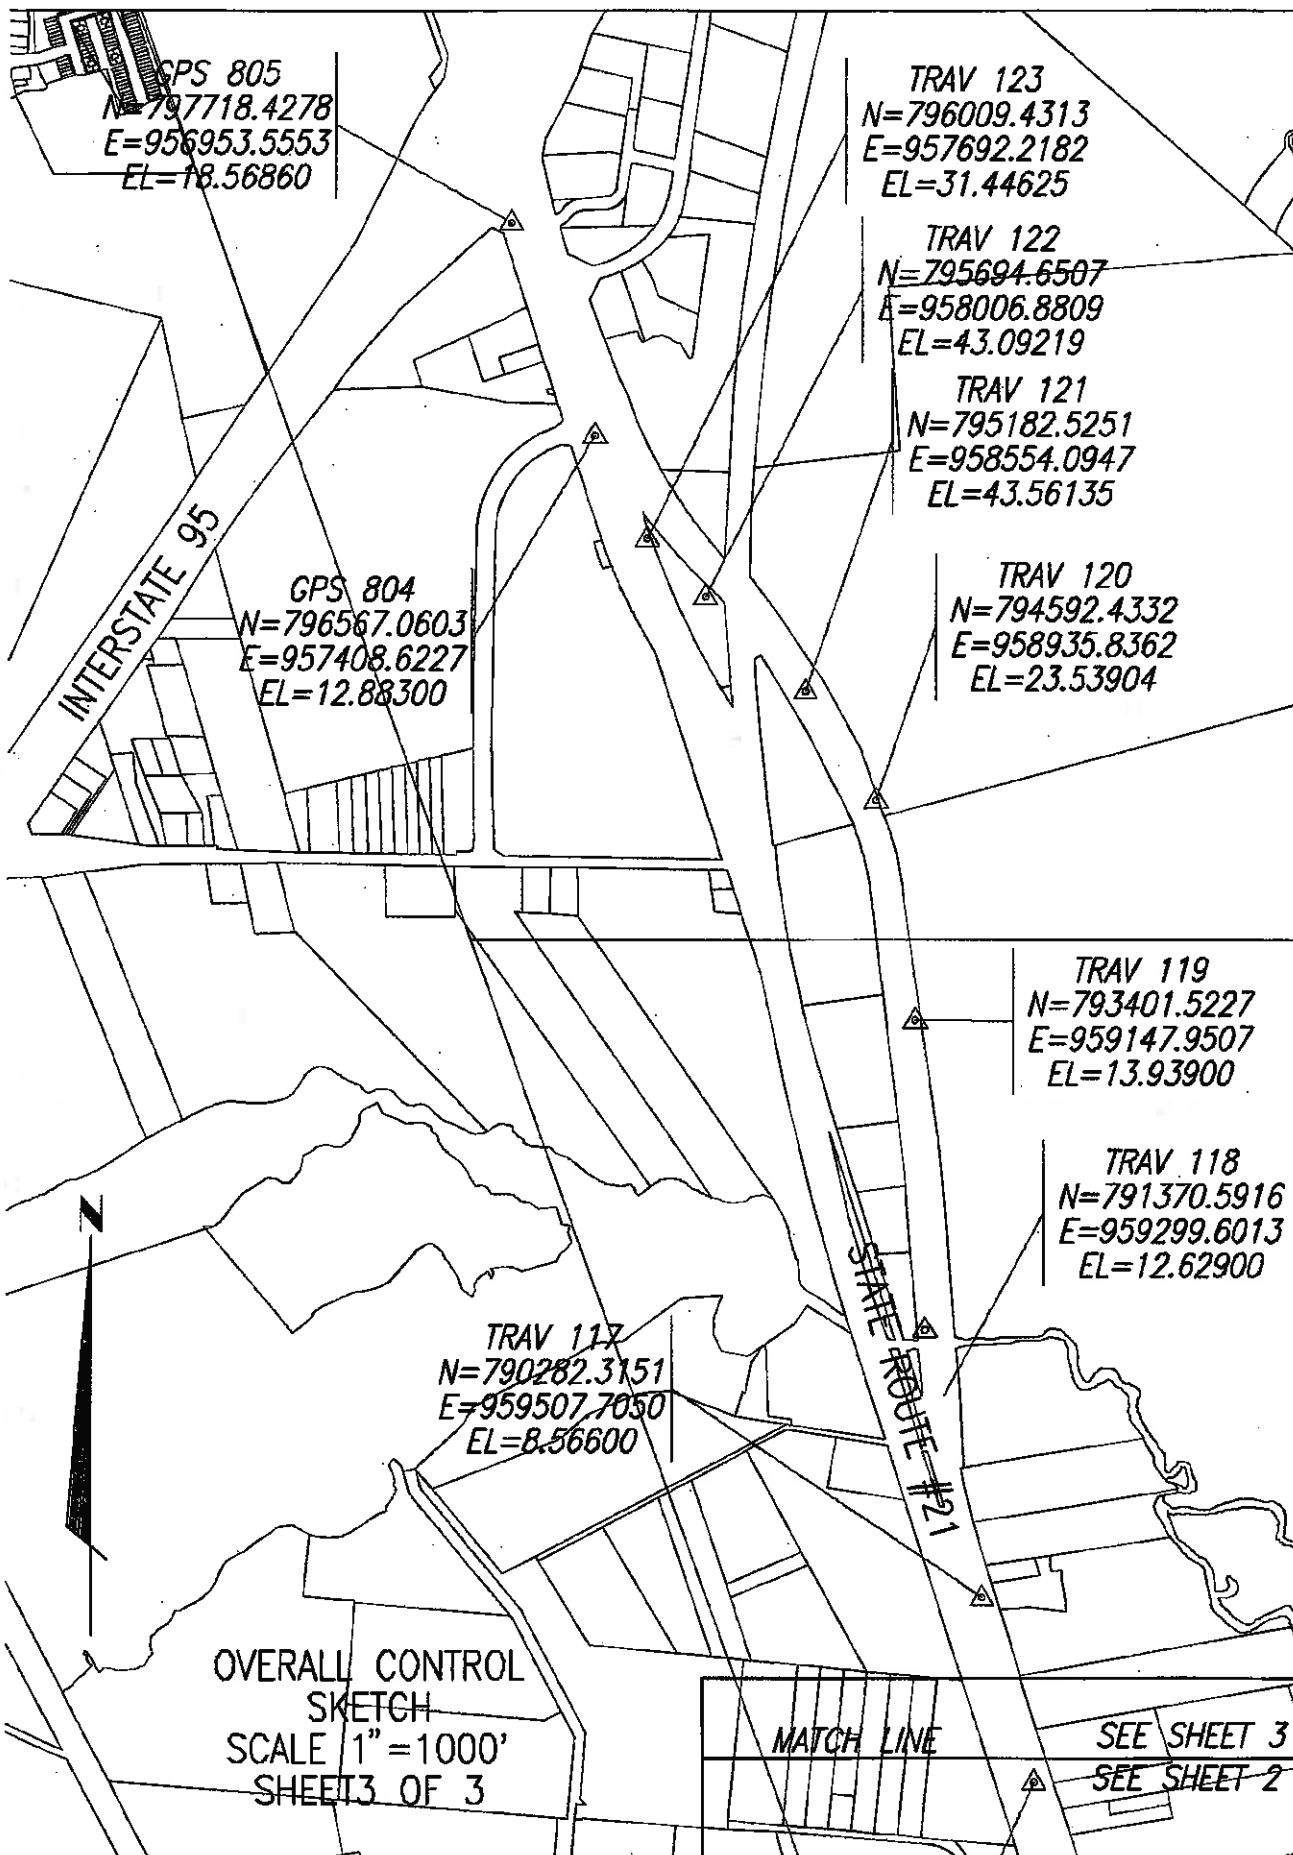 GPS 805
N=797718.4278
E=956953.5553
EL=18.56860
TRAV 123
N=796009.4313
E=957692.2182
EL=31.44625
TRAV 122
N=795694.6507
E=958006.8809
EL=43.09219
TRAV 121
N=795182.5251
E=958554.0947
EL=43.56135
INTERSTATE 95
GPS 804
N=796567.0603
E=957408.6227
EL=12.88300
TRAV 120
N=794592.4332
E=958935.8362
EL=23.53904
TRAV 119
N=793401.5227
E=959147.9507
EL=13.93900
TRAV 118
N=791370.5916
E=959299.6013
EL=12.62900
N
STATE ROUTE #21
TRAV 117
N=790282.3151
E=959507.7050
EL=8.56600
OVERALL CONTROL
SKETCH
SCALE 1"=1000'
SHEET3 OF 3
MATCH LINE SEE SHEET 3
SEE SHEET 2